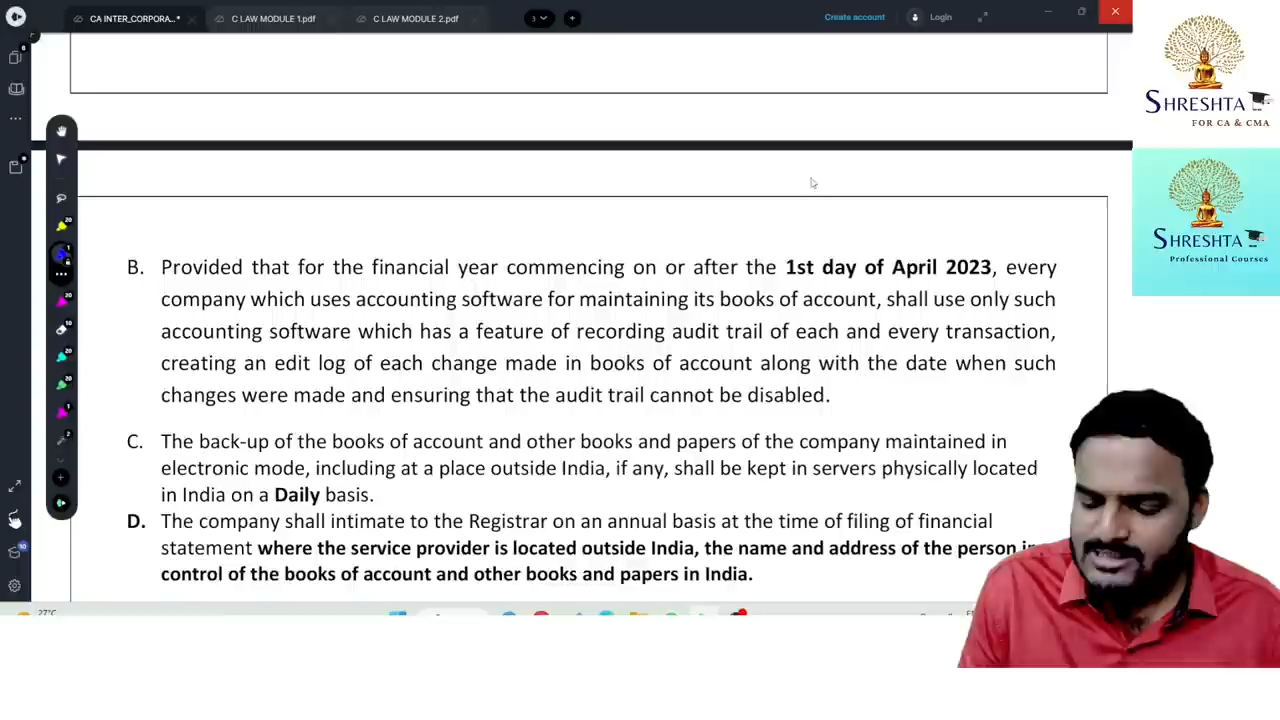 CA INTER_CORPORA...*
C LAW MODULE 1.pdf
C LAW MODULE 2.pdf
3
Create account
Login
SHRESHTA
FOR CA & CMA
SHRESHTA
Professional Courses
B. Provided that for the financial year commencing on or after the 1st day of April 2023, every
company which uses accounting software for maintaining its books of account, shall use only such
accounting software which has a feature of recording audit trail of each and every transaction,
creating an edit log of each change made in books of account along with the date when such
changes were made and ensuring that the audit trail cannot be disabled.
C. The back-up of the books of account and other books and papers of the company maintained in
electronic mode, including at a place outside India, if any, shall be kept in servers physically located
in India on a Daily basis.
D. The company shall intimate to the Registrar on an annual basis at the time of filing of financial
statement where the service provider is located outside India, the name and address of the person
control of the books of account and other books and papers in India.
27°C